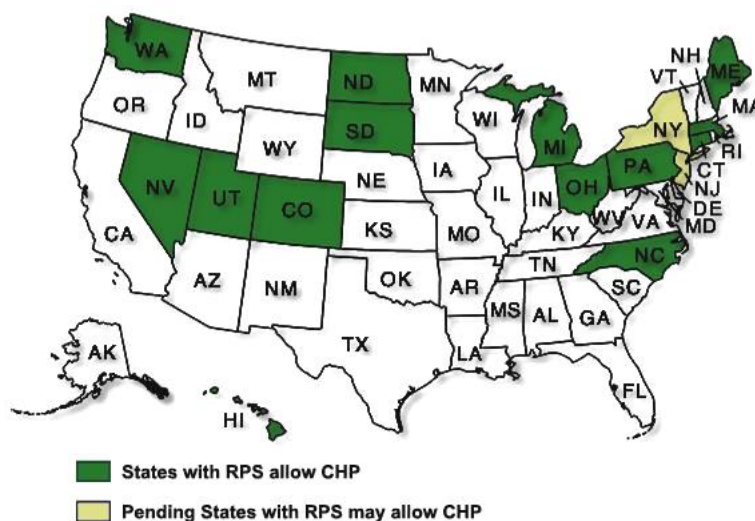 WA
MT
ND
MN
VT
NH
ME
OR
ID
SD
WI
MI
NY
MA
WY
RI
CT
NJ
DE
MD
NV
UT
CO
NE
IA
IL
IN
OH
PA
CA
KS
MO
WV
VA
KY
AZ
NM
OK
AR
TN
NC
SC
TX
LA
MS
AL
GA
FL
AK
HI
States with RPS allow CHP
Pending States with RPS may allow CHP